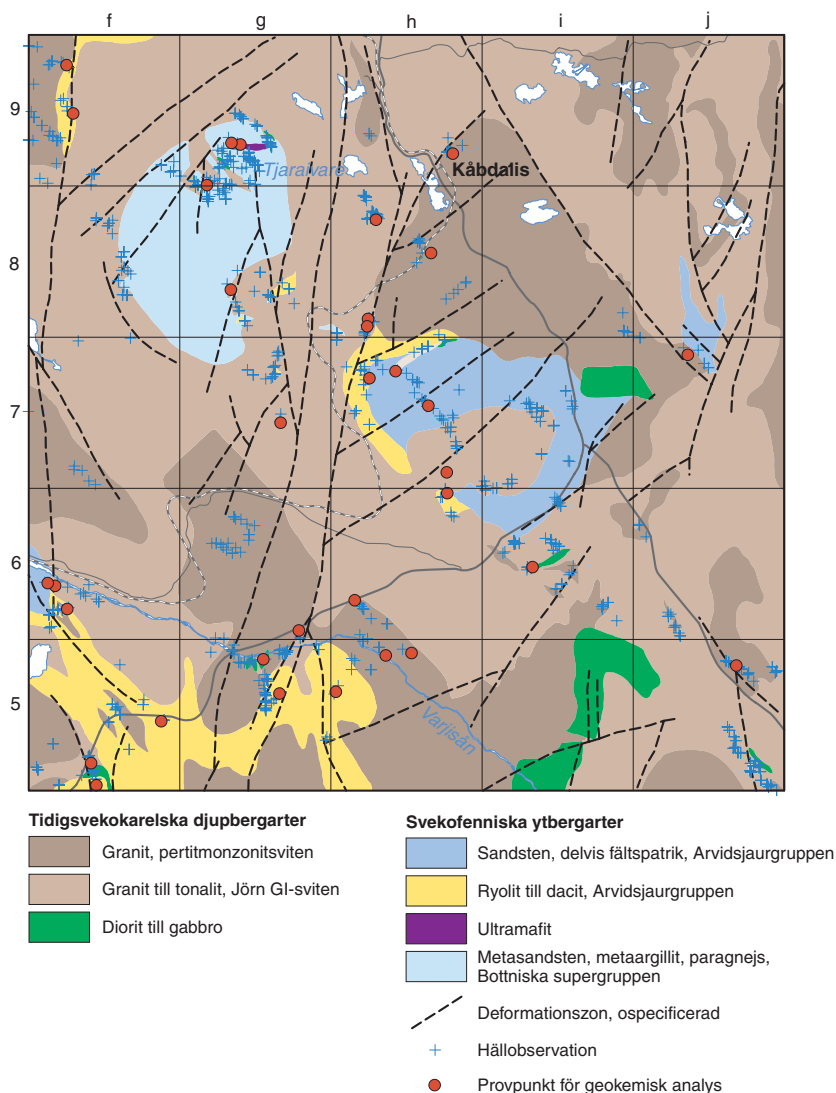 f g h i j
9
Tjaraivare
Kåbdalis
8
7
6
5
Varjisån
Tidigsvekokarelska djupbergarter
Granit, pertitmonzonitsviten
Granit till tonalit, Jörn GI-sviten
Diorit till gabbro
Svekofenniska ytbergarter
Sandsten, delvis fältspatrik, Arvidsjaurgruppen
Ryolit till dacit, Arvidsjaurgruppen
Ultramafit
Metasandsten, metaargillit, paragnejs,
Bottniska supergruppen
Deformationszon, ospecificerad
Hällobservation
Provpunkt för geokemisk analys